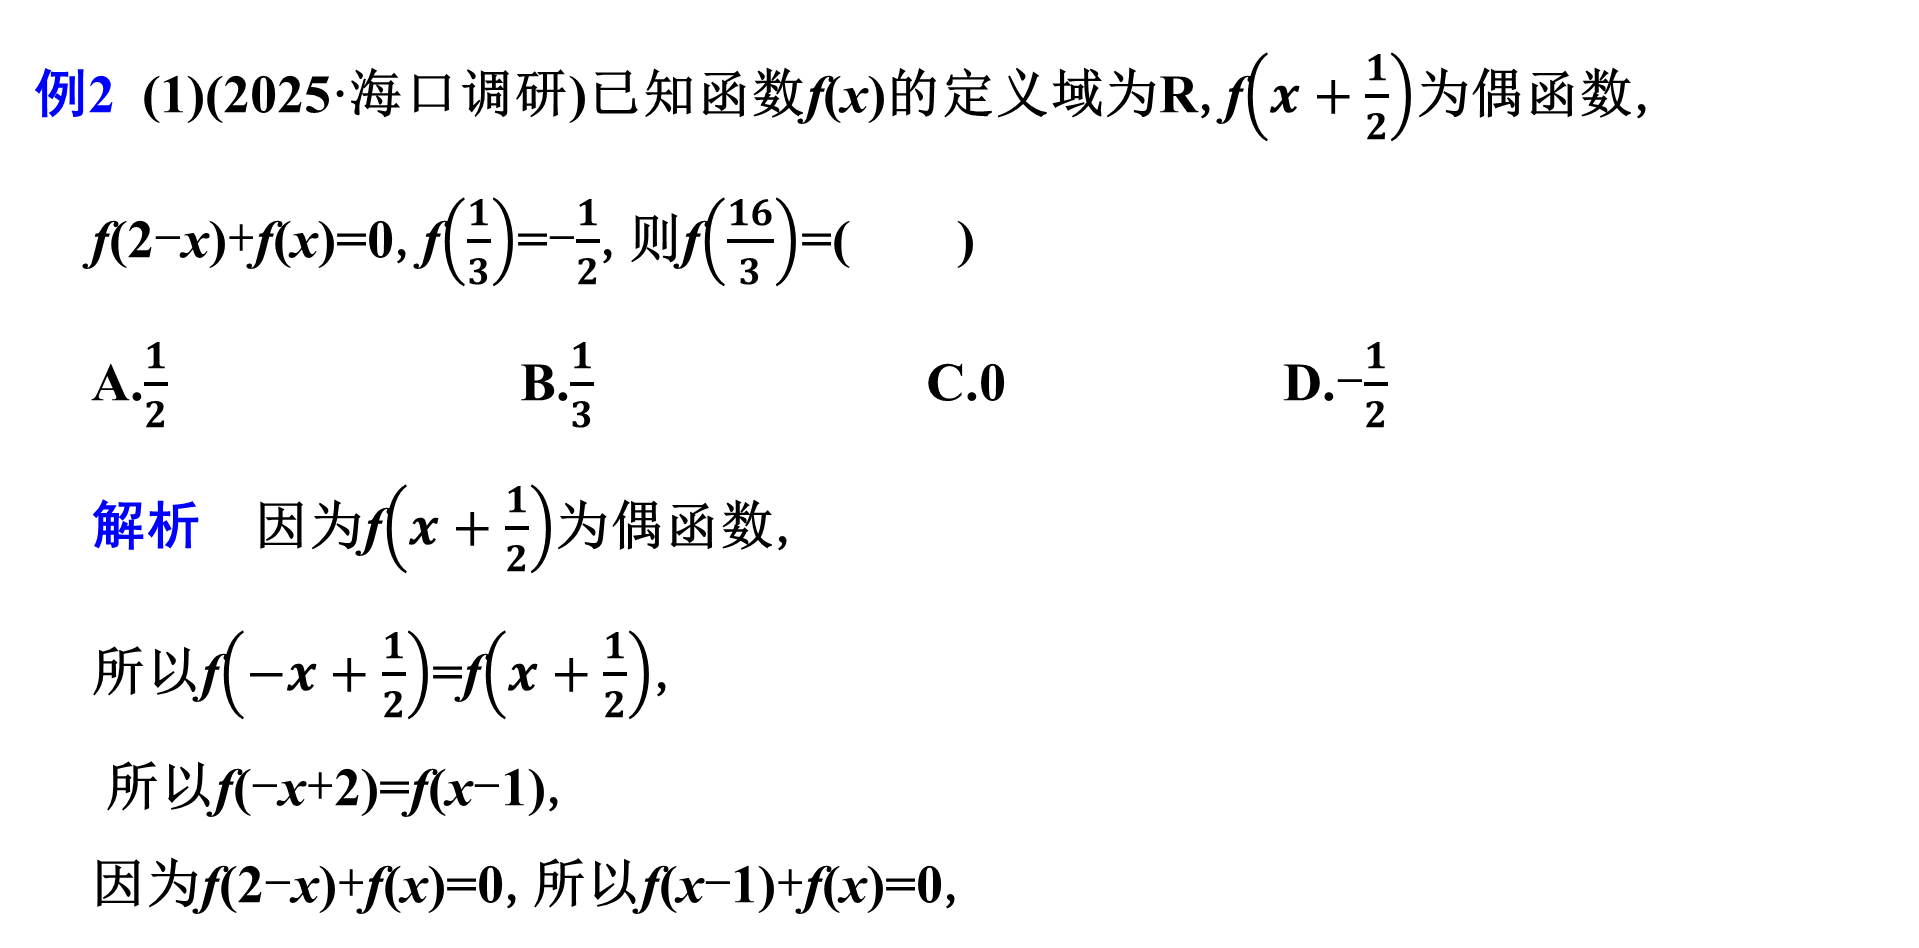 例2 (1)(2025·海口调研)已知函数f(x)的定义域为R, f(x + 1/2)为偶函数,
f(2−x)+f(x)=0, f(1/3)=−1/2, 则f(16/3)=(  )
A.1/2 B.1/3 C.0 D.−1/2
解析 因为f(x + 1/2)为偶函数,
所以f(−x + 1/2)=f(x + 1/2),
所以f(−x+2)=f(x−1),
因为f(2−x)+f(x)=0, 所以f(x−1)+f(x)=0,